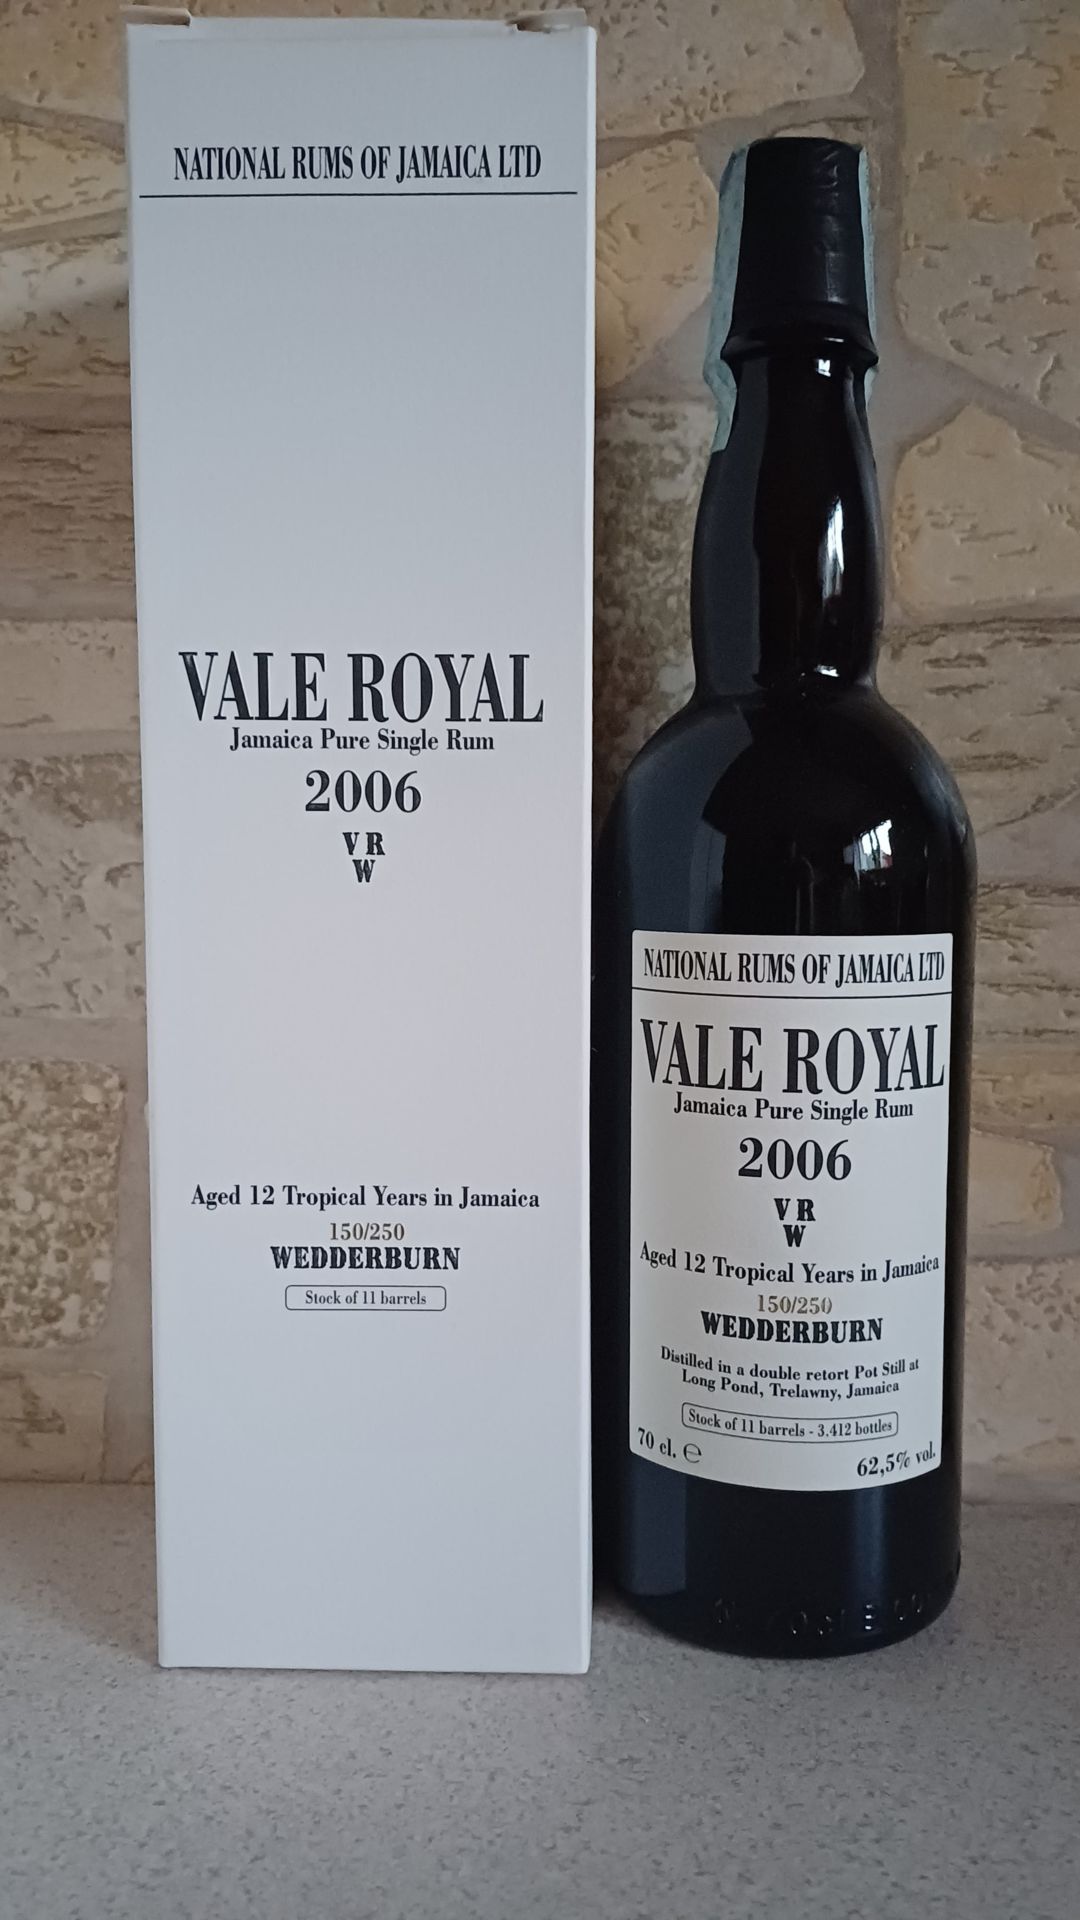 NATIONAL RUMS OF JAMAICA LTD
VALE ROYAL
Jamaica Pure Single Rum
2006
V R
W
Aged 12 Tropical Years in Jamaica
150/250
WEDDERBURN
Stock of 11 barrels
NATIONAL RUMS OF JAMAICA LTD
VALE ROYAL
Jamaica Pure Single Rum
2006
V R
W
Aged 12 Tropical Years in Jamaica
150/250
WEDDERBURN
Distilled in a double retort Pot Still at
Long Pond, Trelawny, Jamaica
Stock of 11 barrels - 3.412 bottles
70 cl. ℮
62,5% vol.